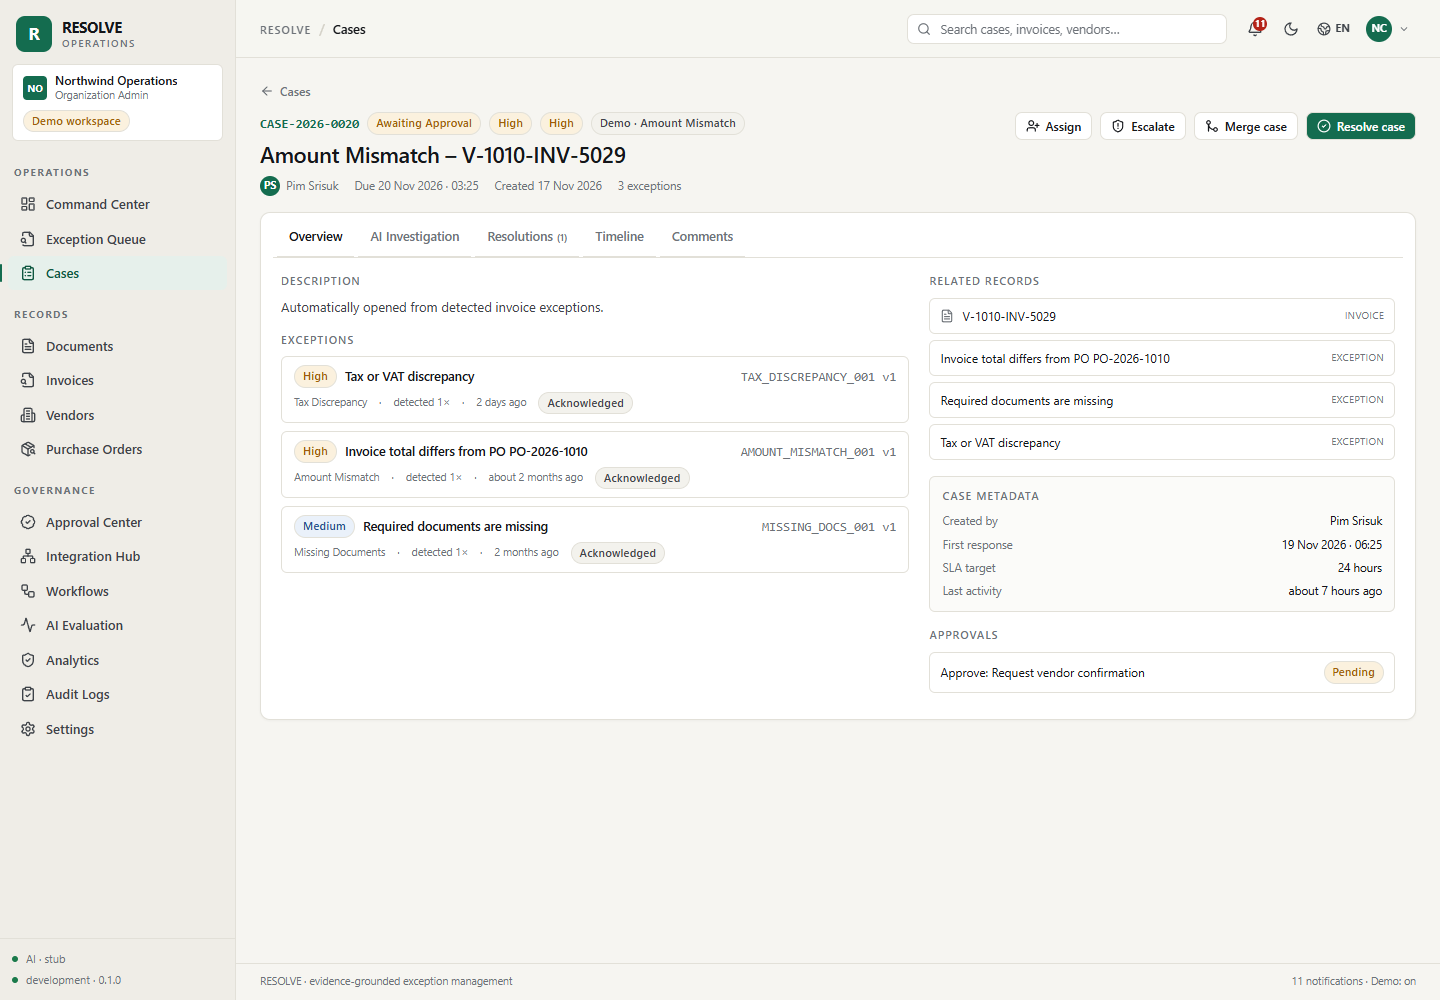 R
RESOLVE
OPERATIONS
NO
Northwind Operations
Organization Admin
Demo workspace
OPERATIONS
Command Center
Exception Queue
Cases
RECORDS
Documents
Invoices
Vendors
Purchase Orders
GOVERNANCE
Approval Center
Integration Hub
Workflows
AI Evaluation
Analytics
Audit Logs
Settings
AI · stub
development · 0.1.0
RESOLVE / Cases
Search cases, invoices, vendors...
11
EN
NC
Cases
CASE-2026-0020 Awaiting Approval High High Demo · Amount Mismatch
Assign Escalate Merge case Resolve case
Amount Mismatch – V-1010-INV-5029
PS Pim Srisuk Due 20 Nov 2026 · 03:25 Created 17 Nov 2026 3 exceptions
Overview AI Investigation Resolutions (1) Timeline Comments
DESCRIPTION
Automatically opened from detected invoice exceptions.
EXCEPTIONS
High Tax or VAT discrepancy TAX_DISCREPANCY_001 v1
Tax Discrepancy · detected 1× · 2 days ago Acknowledged
High Invoice total differs from PO PO-2026-1010 AMOUNT_MISMATCH_001 v1
Amount Mismatch · detected 1× · about 2 months ago Acknowledged
Medium Required documents are missing MISSING_DOCS_001 v1
Missing Documents · detected 1× · 2 months ago Acknowledged
RELATED RECORDS
V-1010-INV-5029 INVOICE
Invoice total differs from PO PO-2026-1010 EXCEPTION
Required documents are missing EXCEPTION
Tax or VAT discrepancy EXCEPTION
CASE METADATA
Created by Pim Srisuk
First response 19 Nov 2026 · 06:25
SLA target 24 hours
Last activity about 7 hours ago
APPROVALS
Approve: Request vendor confirmation Pending
RESOLVE · evidence-grounded exception management
11 notifications · Demo: on